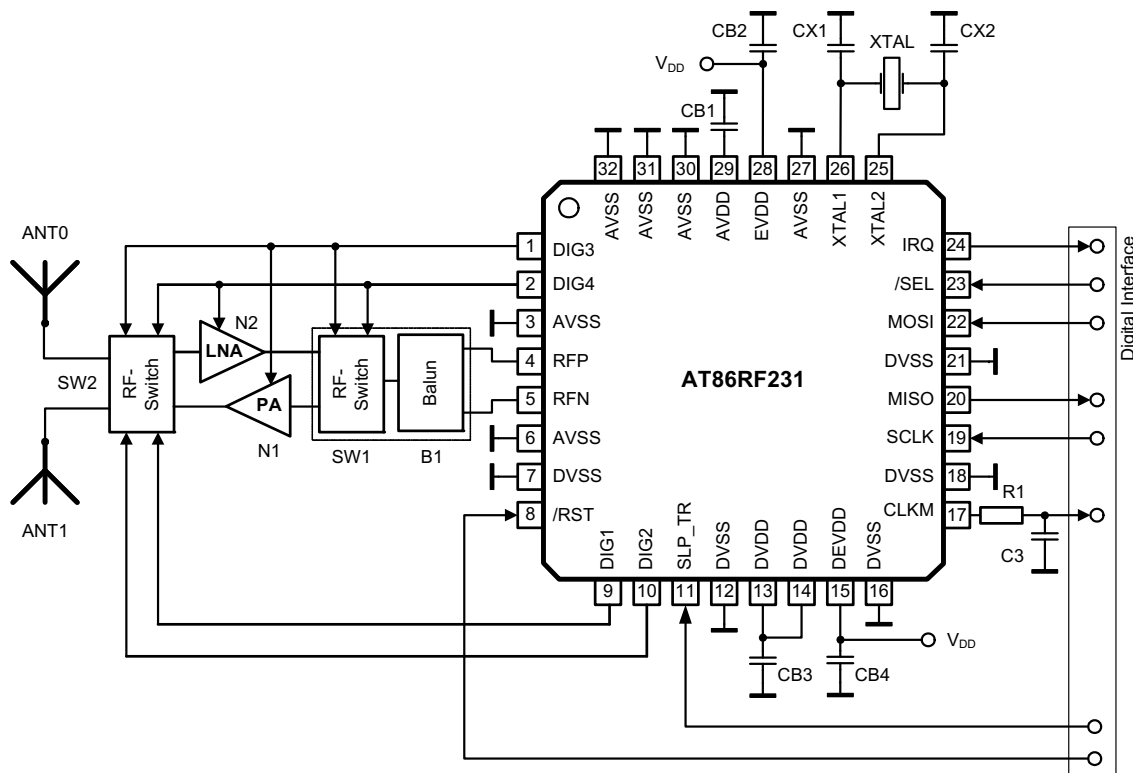 CB2
CX1
XTAL
CX2
VDD
CB1
32
31
30
29
28
27
26
25
AVSS
AVSS
AVSS
AVDD
EVDD
AVSS
XTAL1
XTAL2
ANT0
1
DIG3
IRQ
24
2
DIG4
/SEL
23
N2
3
AVSS
MOSI
22
LNA
4
RFP
DVSS
21
SW2
RF-
Switch
RF-
Switch
Balun
AT86RF231
PA
5
RFN
MISO
20
N1
SW1
B1
6
AVSS
SCLK
19
7
DVSS
DVSS
18
ANT1
8
/RST
CLKM
17
R1
C3
DIG1
DIG2
SLP_TR
DVSS
DVDD
DVDD
DEVDD
DVSS
9
10
11
12
13
14
15
16
VDD
CB3
CB4
Digital Interface